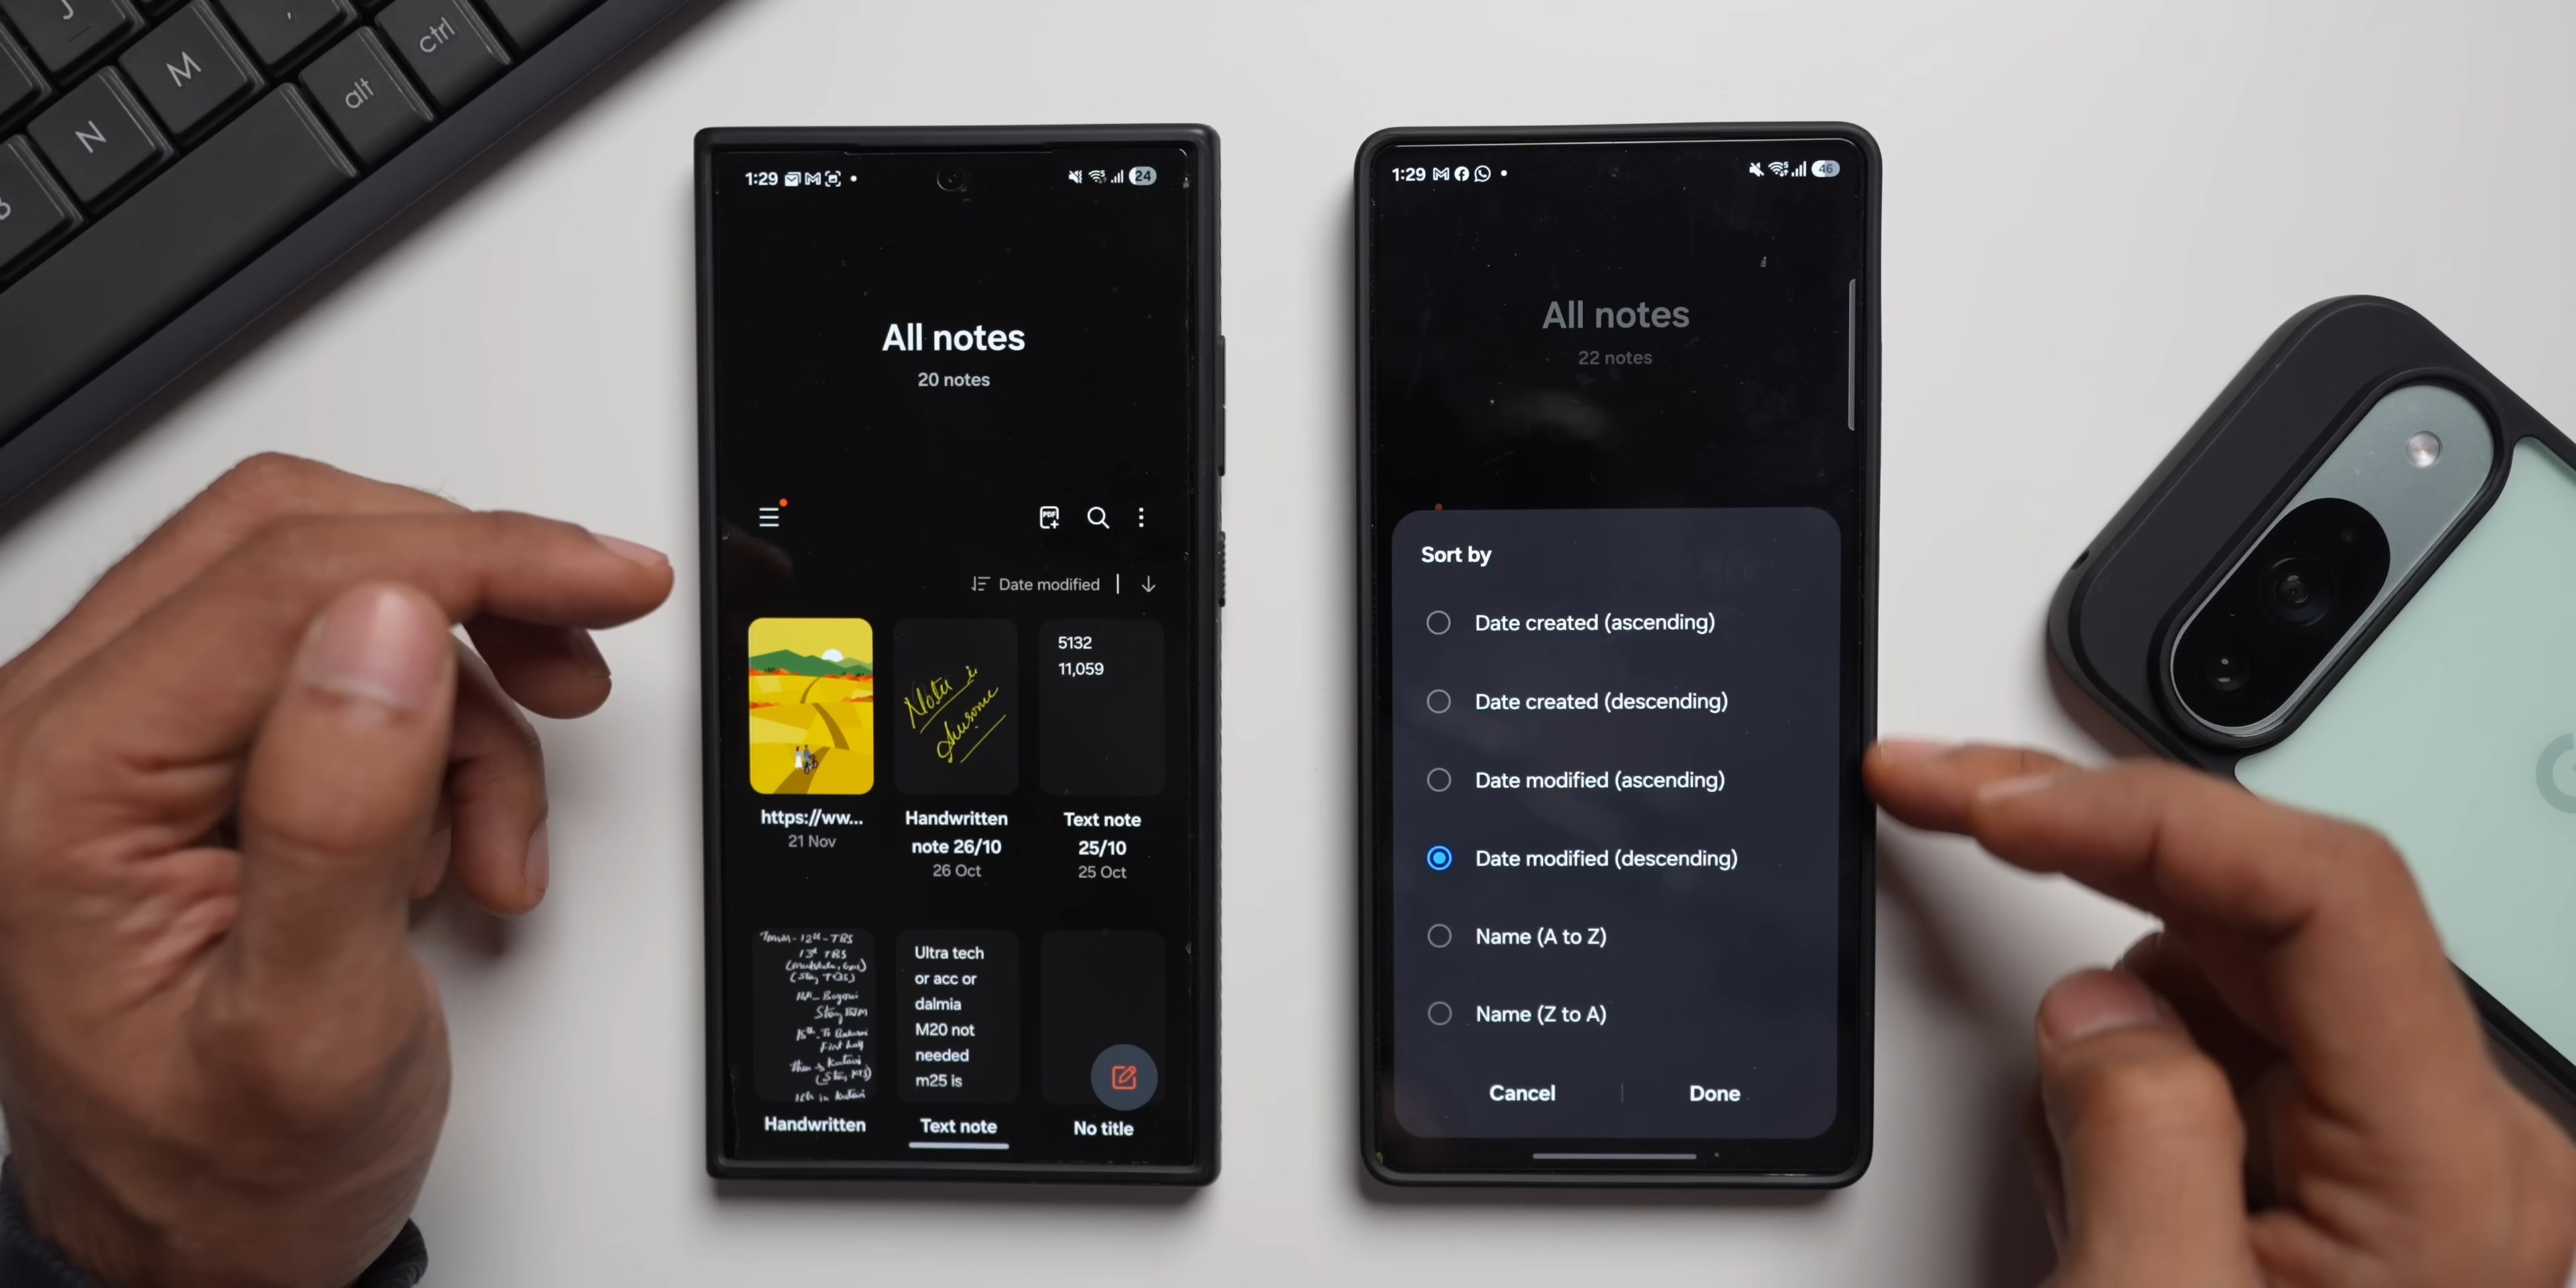 J
,
M
N
B
alt
ctrl
1:29
24
All notes
20 notes
PDF
Date modified
5132
11,059
https://ww...
21 Nov
Handwritten
note 26/10
26 Oct
Text note
25/10
25 Oct
Ultra tech
or acc or
dalmia
M20 not
needed
m25 is
Handwritten
Text note
No title
1:29
46
All notes
22 notes
Sort by
Date created (ascending)
Date created (descending)
Date modified (ascending)
Date modified (descending)
Name (A to Z)
Name (Z to A)
Cancel
Done